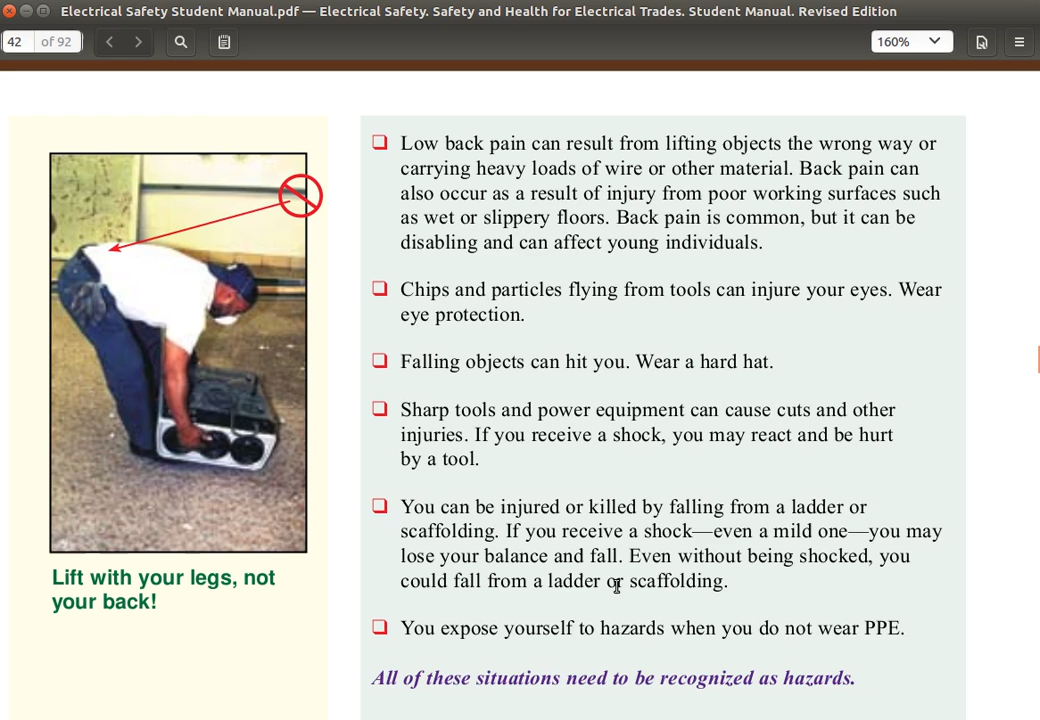 Electrical Safety Student Manual.pdf — Electrical Safety. Safety and Health for Electrical Trades. Student Manual. Revised Edition
42 of 92
160%
Lift with your legs, not
your back!
❑ Low back pain can result from lifting objects the wrong way or
carrying heavy loads of wire or other material. Back pain can
also occur as a result of injury from poor working surfaces such
as wet or slippery floors. Back pain is common, but it can be
disabling and can affect young individuals.
❑ Chips and particles flying from tools can injure your eyes. Wear
eye protection.
❑ Falling objects can hit you. Wear a hard hat.
❑ Sharp tools and power equipment can cause cuts and other
injuries. If you receive a shock, you may react and be hurt
by a tool.
❑ You can be injured or killed by falling from a ladder or
scaffolding. If you receive a shock—even a mild one—you may
lose your balance and fall. Even without being shocked, you
could fall from a ladder or scaffolding.
❑ You expose yourself to hazards when you do not wear PPE.
All of these situations need to be recognized as hazards.